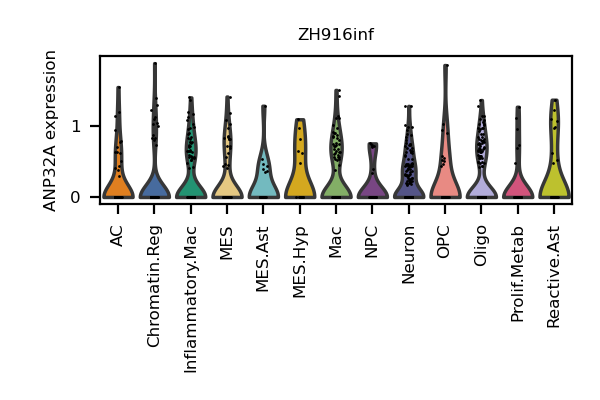 ZH916inf
ANP32A expression
1
0
AC
Chromatin.Reg
Inflammatory.Mac
MES
MES.Ast
MES.Hyp
Mac
NPC
Neuron
OPC
Oligo
Prolif.Metab
Reactive.Ast